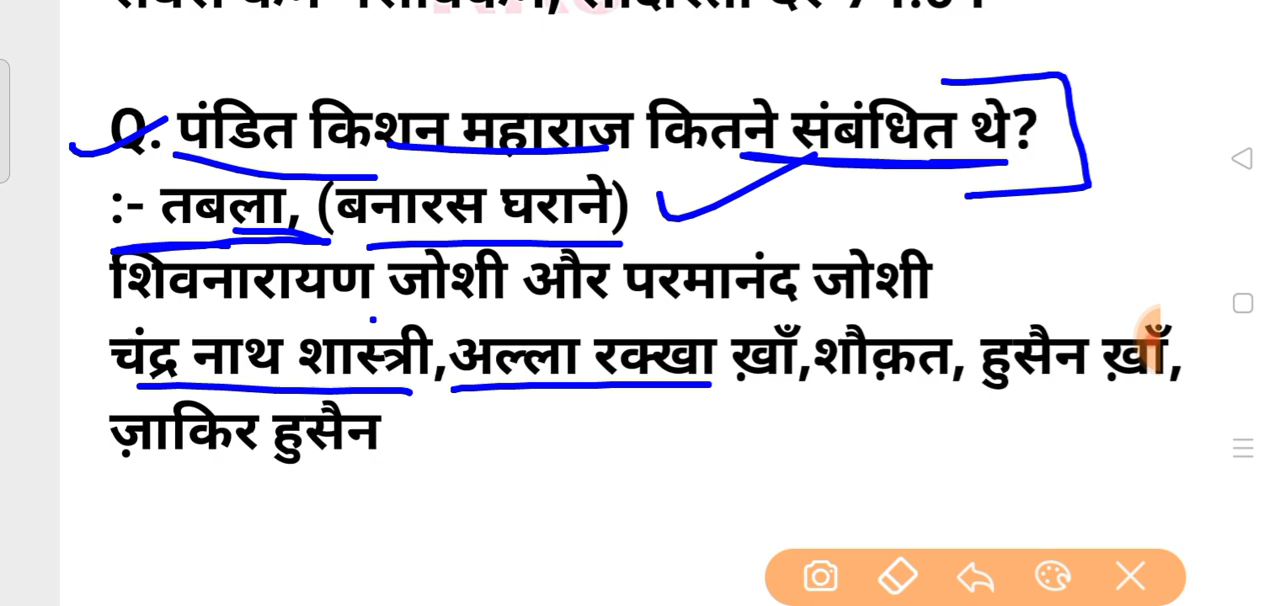 Q. पंडित किशन महाराज कितने संबंधित थे?
:- तबला, (बनारस घराने)
शिवनारायण जोशी और परमानंद जोशी
चंद्र नाथ शास्त्री,अल्ला रक्खा ख़ाँ,शौक़त, हुसैन ख़ाँ,
ज़ाकिर हुसैन